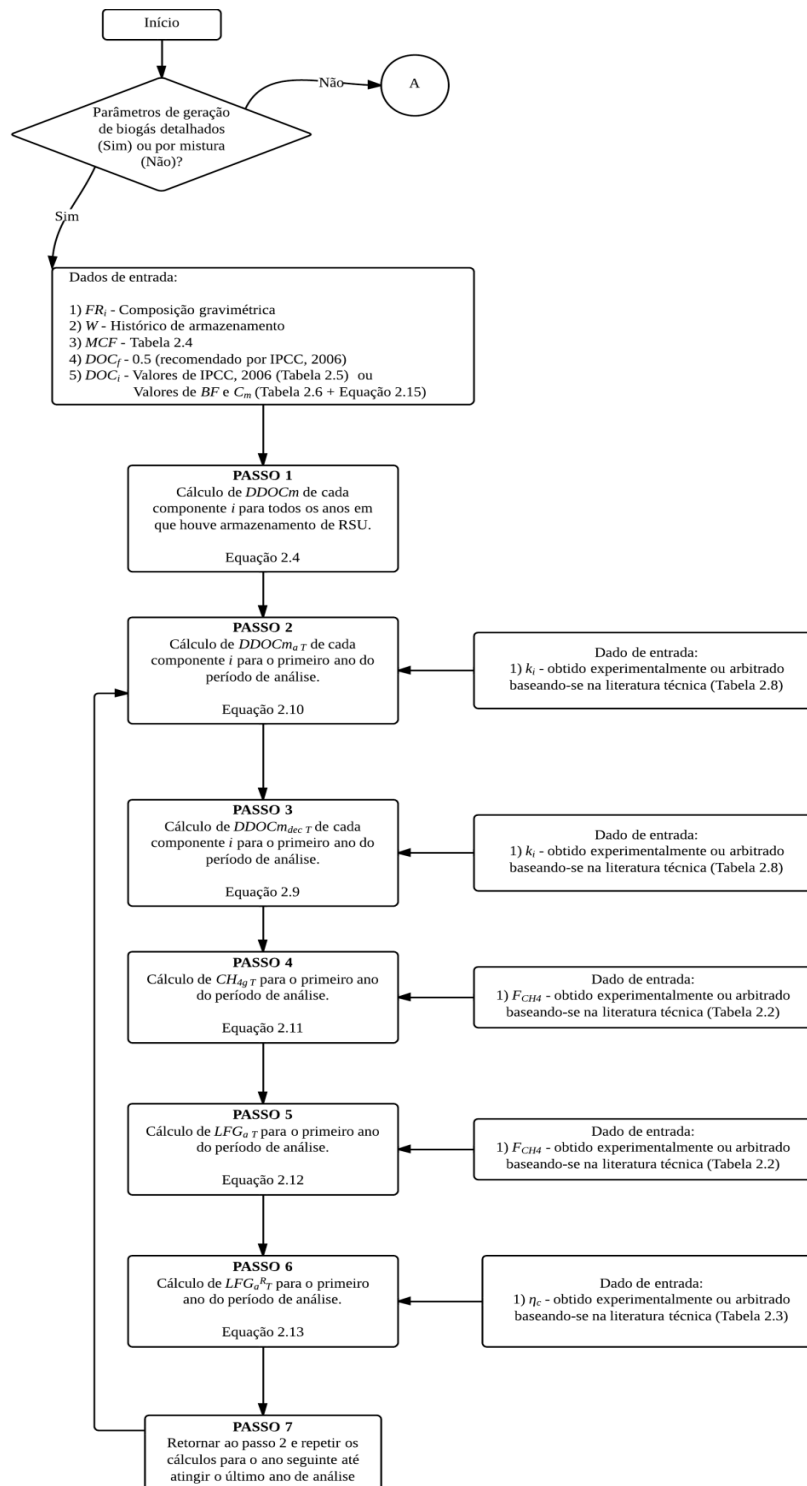 Início
Não
A
Parâmetros de geração
de biogás detalhados
(Sim) ou por mistura
(Não)?
Sim
Dados de entrada:
1) FRi - Composição gravimétrica
2) W - Histórico de armazenamento
3) MCF - Tabela 2.4
4) DOCf - 0.5 (recomendado por IPCC, 2006)
5) DOCi - Valores de IPCC, 2006 (Tabela 2.5) ou
Valores de BF e Cm (Tabela 2.6 + Equação 2.15)
PASSO 1
Cálculo de DDOCm de cada
componente i para todos os anos em
que houve armazenamento de RSU.
Equação 2.4
PASSO 2
Cálculo de DDOCma T de cada
componente i para o primeiro ano do
período de análise.
Equação 2.10
Dado de entrada:
1) ki - obtido experimentalmente ou arbitrado
baseando-se na literatura técnica (Tabela 2.8)
PASSO 3
Cálculo de DDOCmdec T de cada
componente i para o primeiro ano do
período de análise.
Equação 2.9
Dado de entrada:
1) ki - obtido experimentalmente ou arbitrado
baseando-se na literatura técnica (Tabela 2.8)
PASSO 4
Cálculo de CH4g T para o primeiro ano
do período de análise.
Equação 2.11
Dado de entrada:
1) FCH4 - obtido experimentalmente ou arbitrado
baseando-se na literatura técnica (Tabela 2.2)
PASSO 5
Cálculo de LFGa T para o primeiro ano
do período de análise.
Equação 2.12
Dado de entrada:
1) FCH4 - obtido experimentalmente ou arbitrado
baseando-se na literatura técnica (Tabela 2.2)
PASSO 6
Cálculo de LFGaRT para o primeiro
ano do período de análise.
Equação 2.13
Dado de entrada:
1) ηc - obtido experimentalmente ou arbitrado
baseando-se na literatura técnica (Tabela 2.3)
PASSO 7
Retornar ao passo 2 e repetir os
cálculos para o ano seguinte até
atingir o último ano de análise